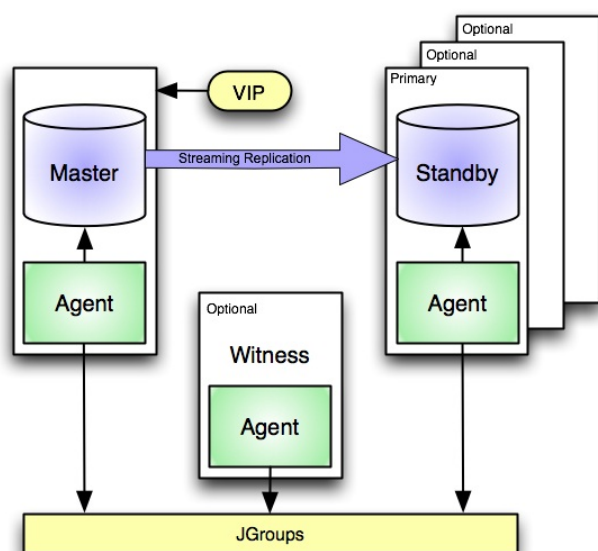 Optional
Optional
Primary
VIP
Master
Streaming Replication
Standby
Agent
Agent
Optional
Witness
Agent
JGroups